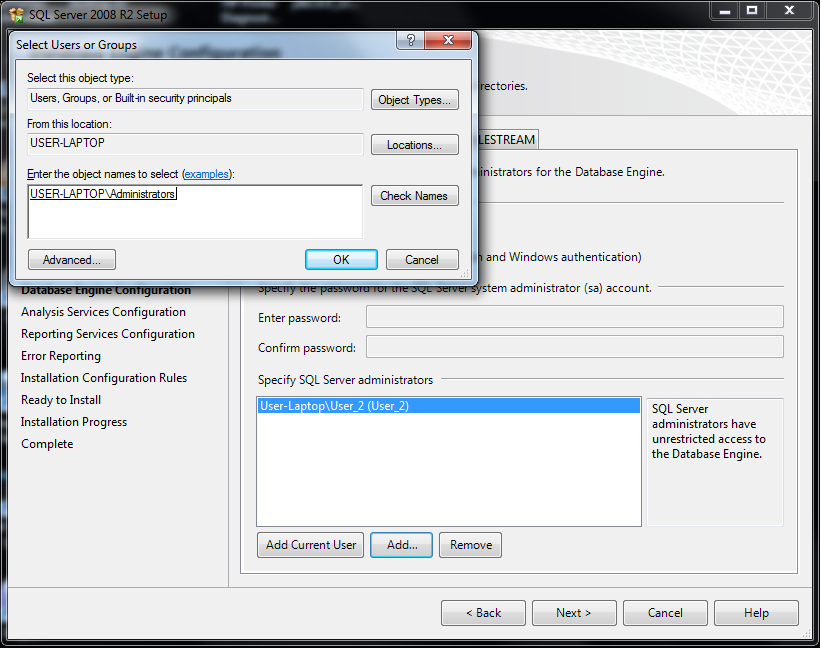 SQL Server 2008 R2 Setup
Select Users or Groups
Select this object type:
Users, Groups, or Built-in security principals
Object Types...
From this location:
USER-LAPTOP
Locations...
Enter the object names to select (examples):
USER-LAPTOP\Administrators
Check Names
Advanced...
OK
Cancel
rectories.
LESTREAM
inistrators for the Database Engine.
n and Windows authentication)
Database Engine Configuration
Analysis Services Configuration
Reporting Services Configuration
Error Reporting
Installation Configuration Rules
Ready to Install
Installation Progress
Complete
Specify the password for the SQL Server system administrator (sa) account.
Enter password:
Confirm password:
Specify SQL Server administrators
User-Laptop\User_2 (User_2)
SQL Server
administrators have
unrestricted access to
the Database Engine.
Add Current User
Add...
Remove
< Back
Next >
Cancel
Help